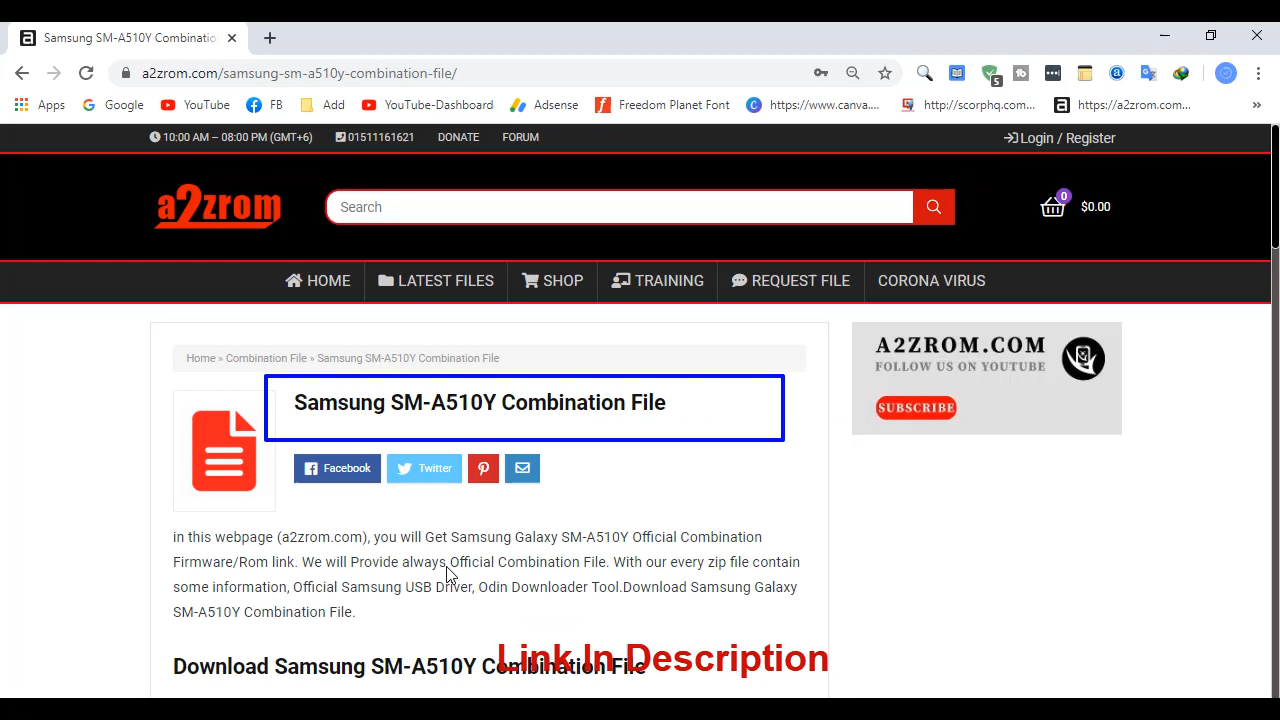 Samsung SM-A510Y Combinatio
a2zrom.com/samsung-sm-a510y-combination-file/
5
Apps Google YouTube FB Add YouTube-Dasboard Adsense Freedom Planet Font https://www.canva.... http://scorphq.com... https://a2zrom.com... »
10:00 AM – 08:00 PM (GMT+6) 01511161621 DONATE FORUM Login / Register
a2zrom Search 0 $0.00
HOME LATEST FILES SHOP TRAINING REQUEST FILE CORONA VIRUS
Home » Combination File » Samsung SM-A510Y Combination File
Samsung SM-A510Y Combination File
Facebook Twitter
in this webpage (a2zrom.com), you will Get Samsung Galaxy SM-A510Y Official Combination
Firmware/Rom link. We will Provide always Official Combination File. With our every zip file contain
some information, Official Samsung USB Driver, Odin Downloader Tool.Download Samsung Galaxy
SM-A510Y Combination File.
Download Samsung SM-A510Y Combination File
Link In Description
A2ZROM.COM
FOLLOW US ON YOUTUBE
SUBSCRIBE